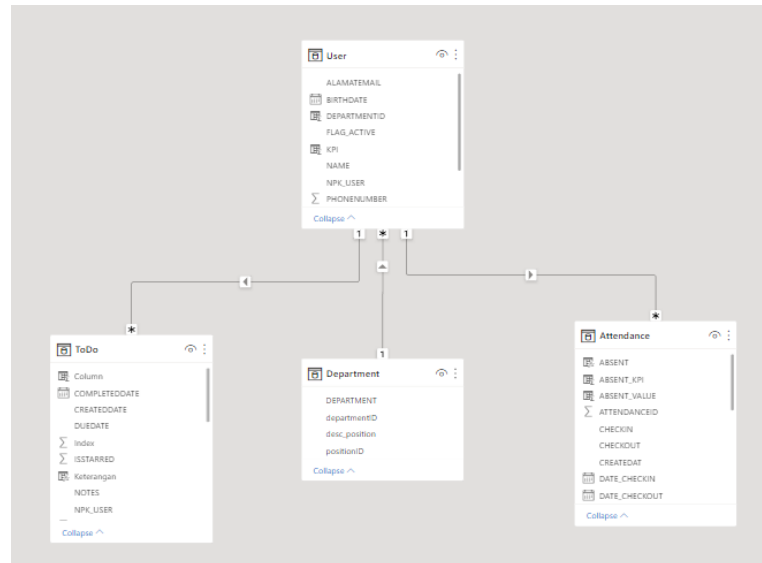 User
ALAMATEMAIL
BIRTHDATE
DEPARTMENTID
FLAG_ACTIVE
KPI
NAME
NPK_USER
PHONENUMBER
Collapse
1 * 1
* 1 *
ToDo
Column
COMPLETEDDATE
CREATEDDATE
DUEDATE
Index
ISSTARRED
Keterangan
NOTES
NPK_USER
Collapse
Department
DEPARTMENT
departmentID
desc_position
positionID
Collapse
Attendance
ABSENT
ABSENT_KPI
ABSENT_VALUE
ATTENDANCEID
CHECKIN
CHECKOUT
CREATEDAT
DATE_CHECKIN
DATE_CHECKOUT
Collapse